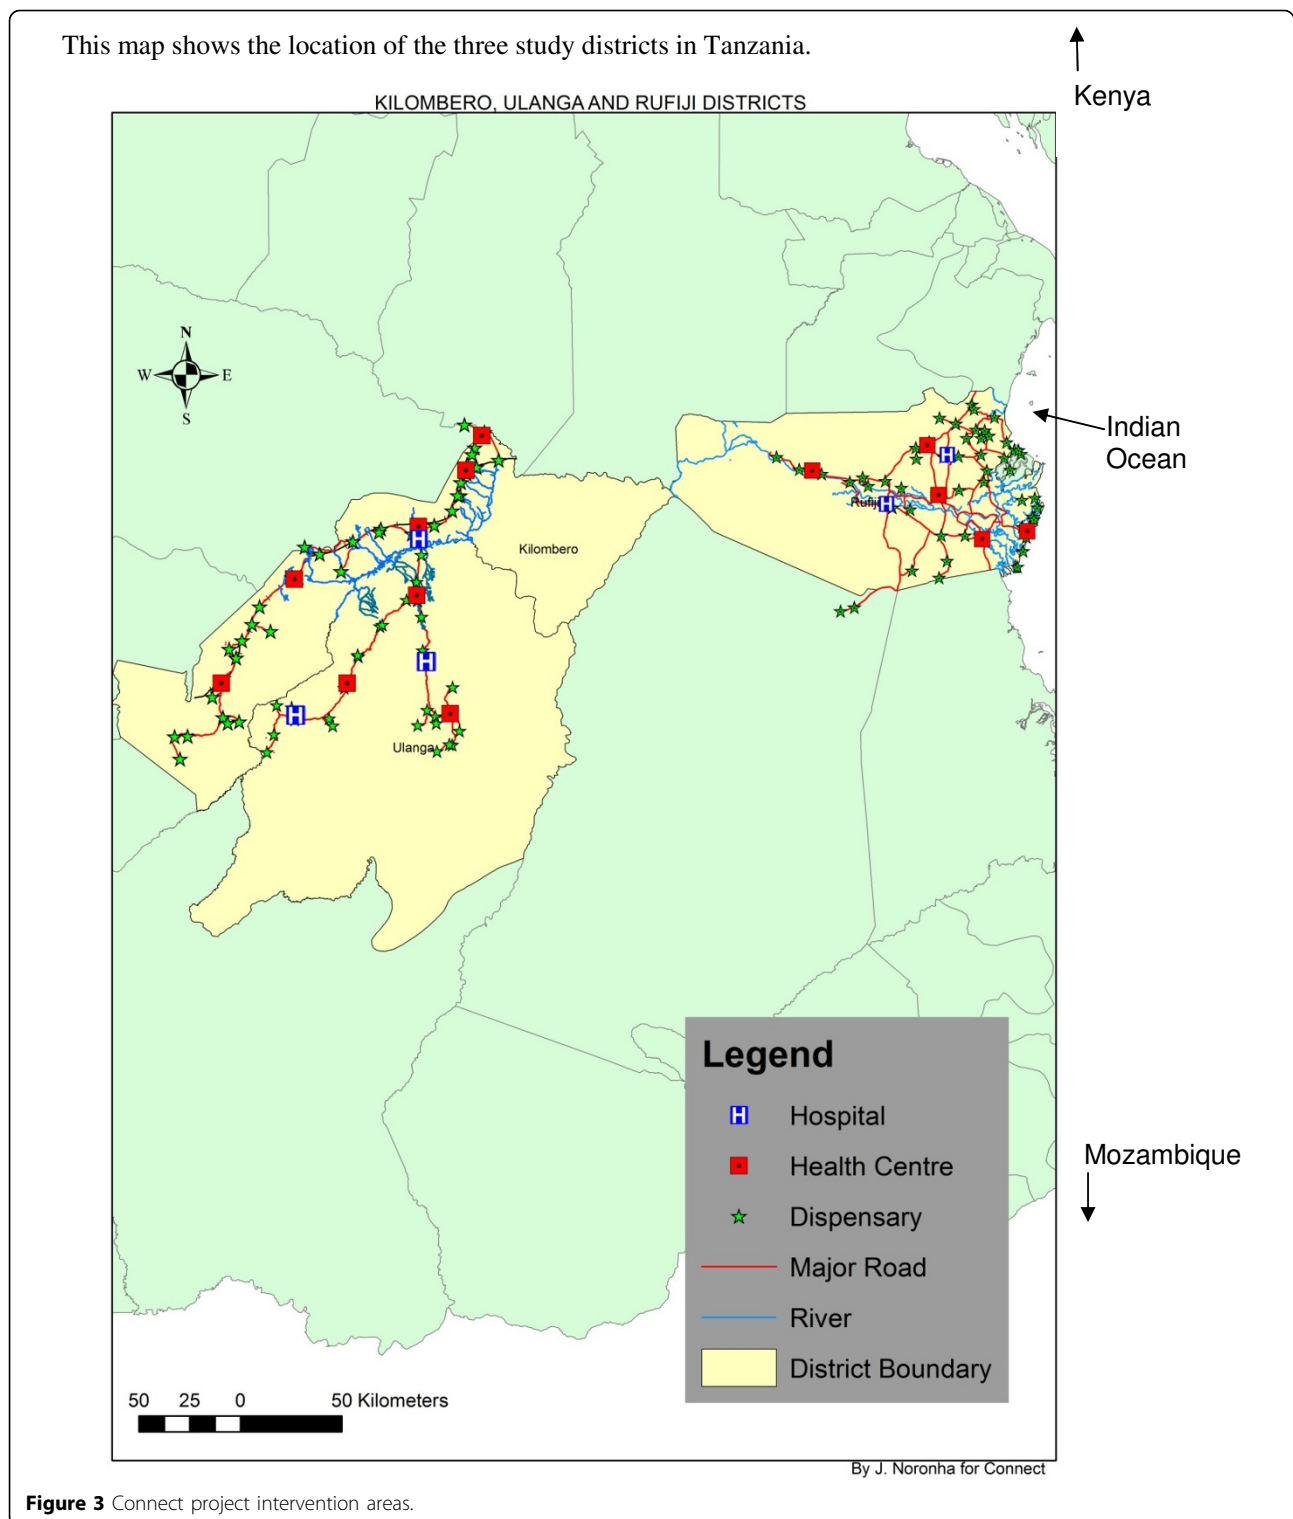 This map shows the location of the three study districts in Tanzania.
Kenya
KILOMBERO, ULANGA AND RUFIJI DISTRICTS
N
W E
S
Indian
Ocean
Rufiji
H
H
H
Kilombero
H
H
Ulanga
Legend
H Hospital
Health Centre
Dispensary
Major Road
River
District Boundary
Mozambique
50 25 0 50 Kilometers
By J. Noronha for Connect
Figure 3 Connect project intervention areas.